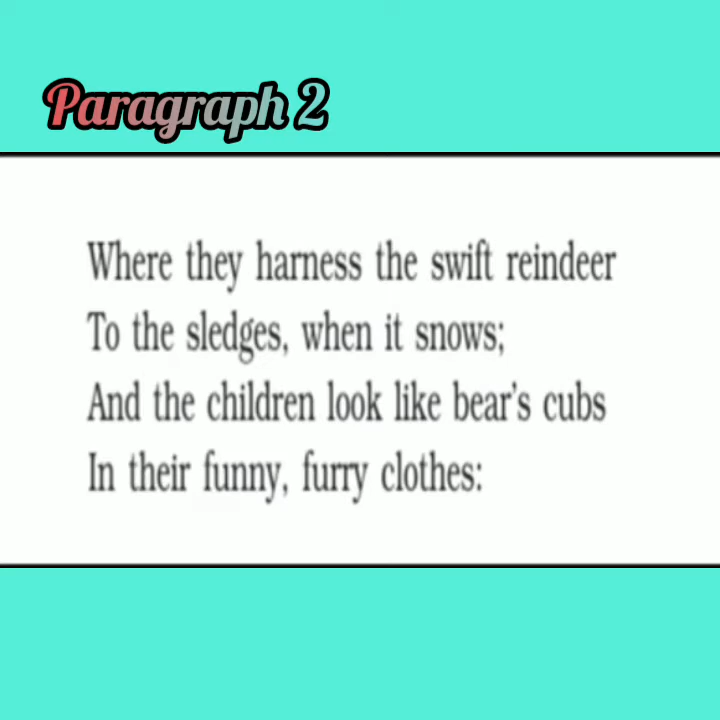 Paragraph 2
Where they harness the swift reindeer
To the sledges, when it snows;
And the children look like bear's cubs
In their funny, furry clothes: